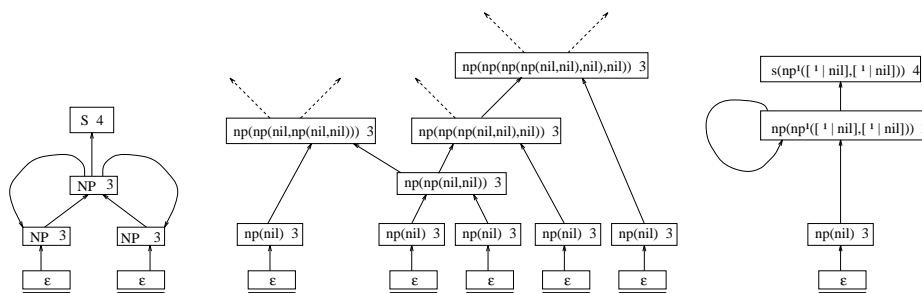 np(np(np(np(nil,nil),nil),nil)) 3
s(np¹([ ¹ | nil],[ ¹ | nil])) 4
S 4
np(np(nil,np(nil,nil))) 3
np(np(np(nil,nil),nil)) 3
np(np¹([ ¹ | nil],[ ¹ | nil]))
NP 3
np(np(nil,nil)) 3
NP 3
NP 3
np(nil) 3
np(nil) 3
np(nil) 3
np(nil) 3
np(nil) 3
np(nil) 3
ε
ε
ε
ε
ε
ε
ε
ε